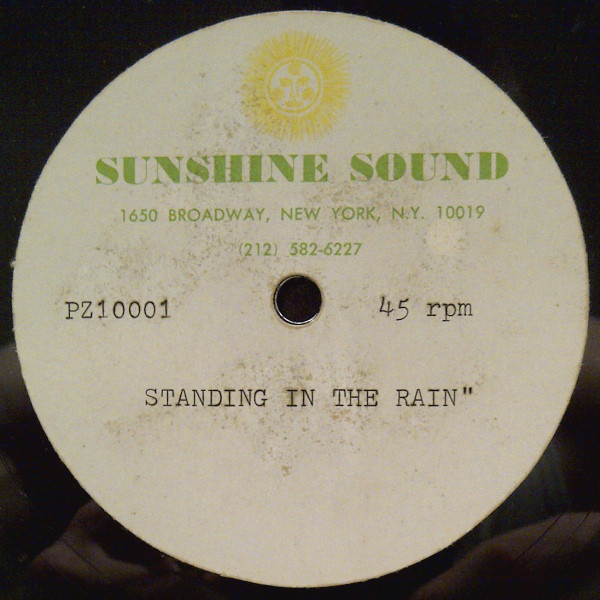 SUNSHINE SOUND
1650 BROADWAY, NEW YORK, N.Y. 10019
(212) 582-6227
PZ10001 45 rpm
STANDING IN THE RAIN"